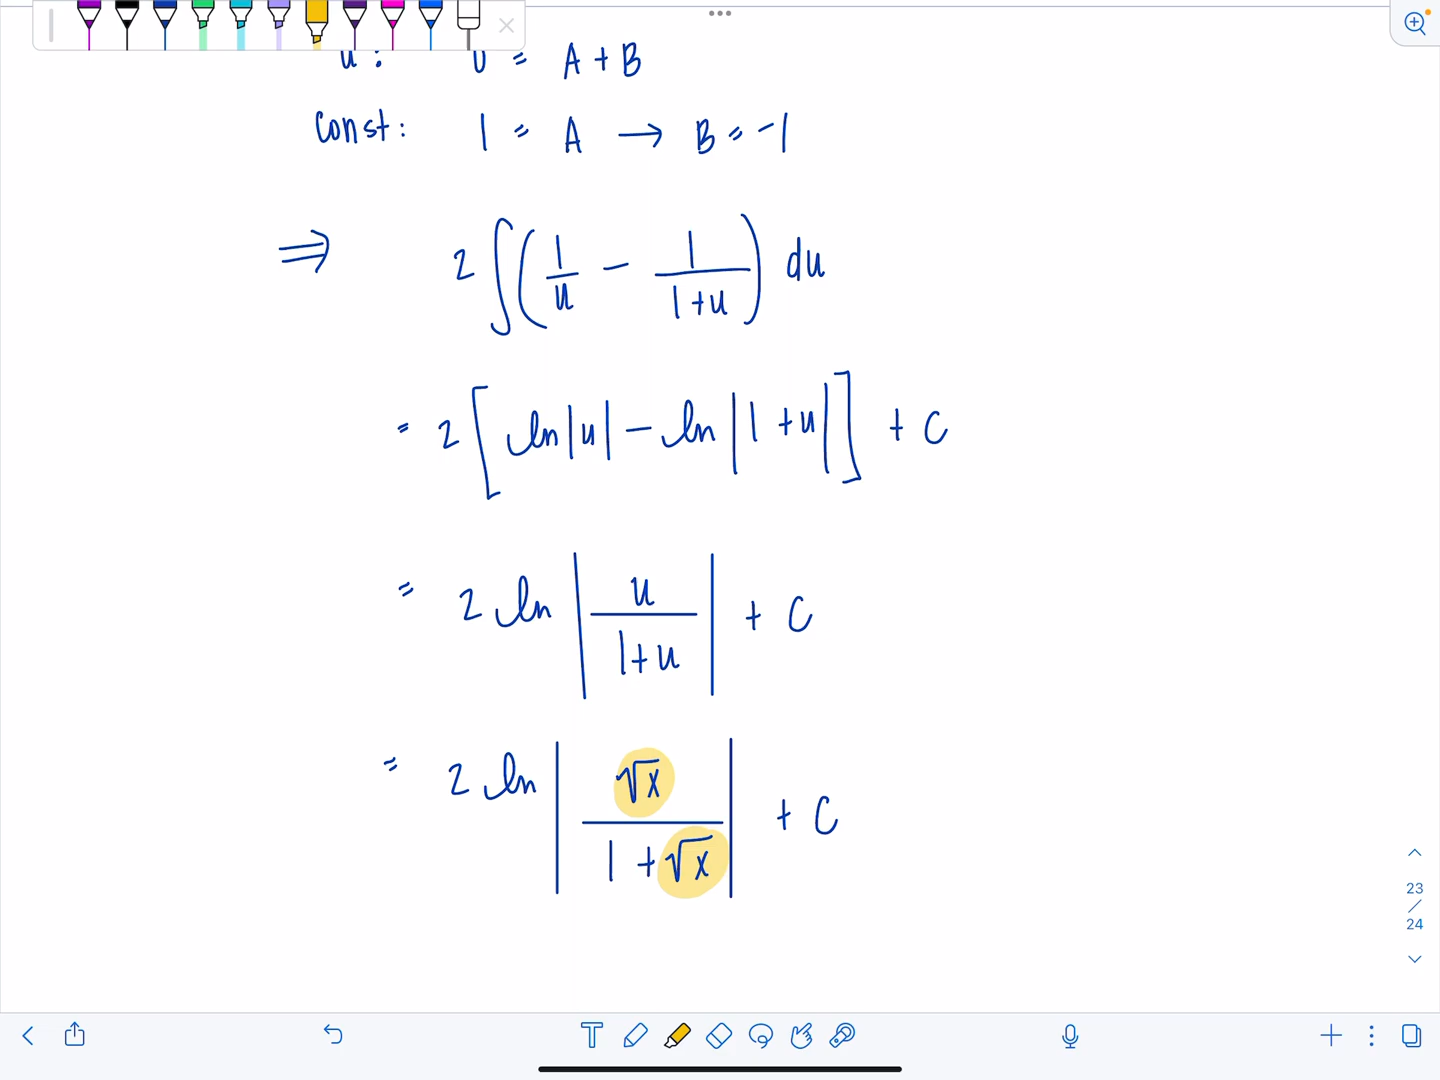 u : 0 = A + B
Const: 1 = A → B = -1
⇒ 2 ∫ ( 1/u - 1/(1+u) ) du
= 2 [ ln|u| - ln|1+u| ] + C
= 2 ln | u/(1+u) | + C
= 2 ln | √x/(1+√x) | + C
23
/
24
T